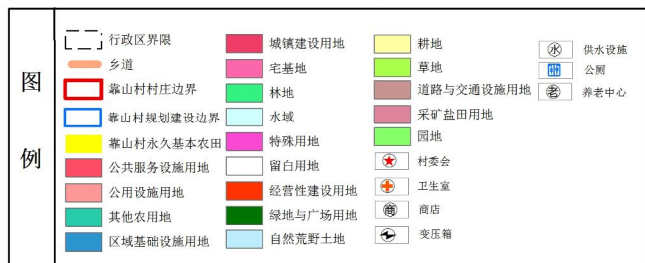 图例
行政区界限
乡道
靠山村村庄边界
靠山村规划建设边界
靠山村永久基本农田
公共服务设施用地
公用设施用地
其他农用地
区域基础设施用地
城镇建设用地
宅基地
林地
水域
特殊用地
留白用地
经营性建设用地
绿地与广场用地
自然荒野土地
耕地
草地
道路与交通设施用地
采矿盐田用地
园地
村委会
卫生室
商 商店
变压箱
水 供水设施
公厕
老 养老中心